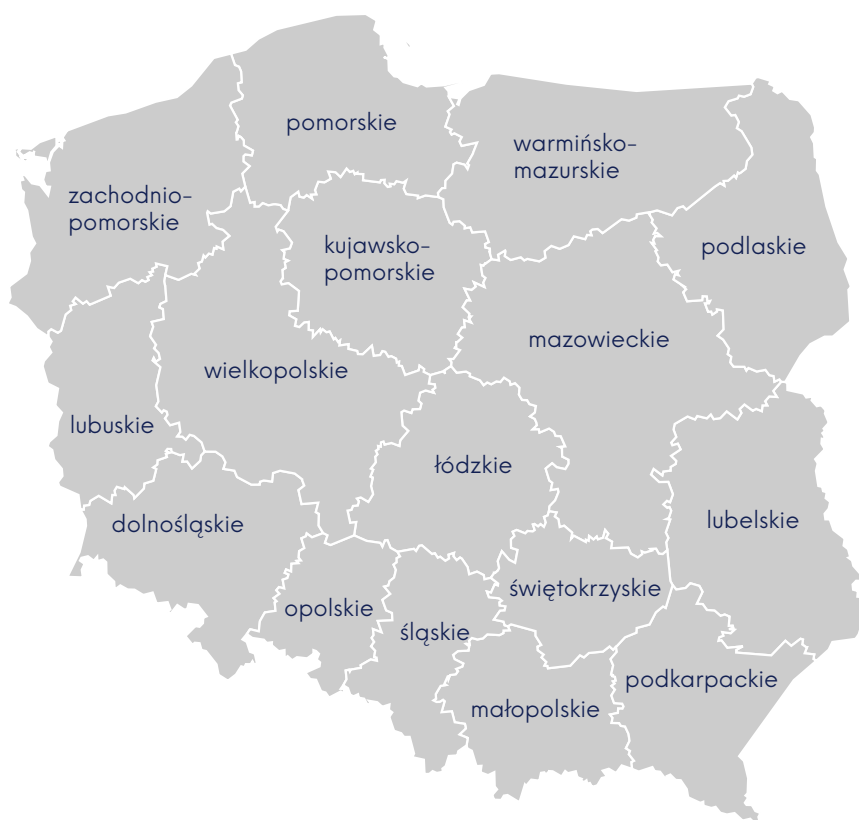 pomorskie
warmińsko-
mazurskie
zachodnio-
pomorskie
kujawsko-
pomorskie
podlaskie
mazowieckie
wielkopolskie
lubuskie
łódzkie
dolnośląskie
lubelskie
świętokrzyskie
opolskie
śląskie
podkarpackie
małopolskie